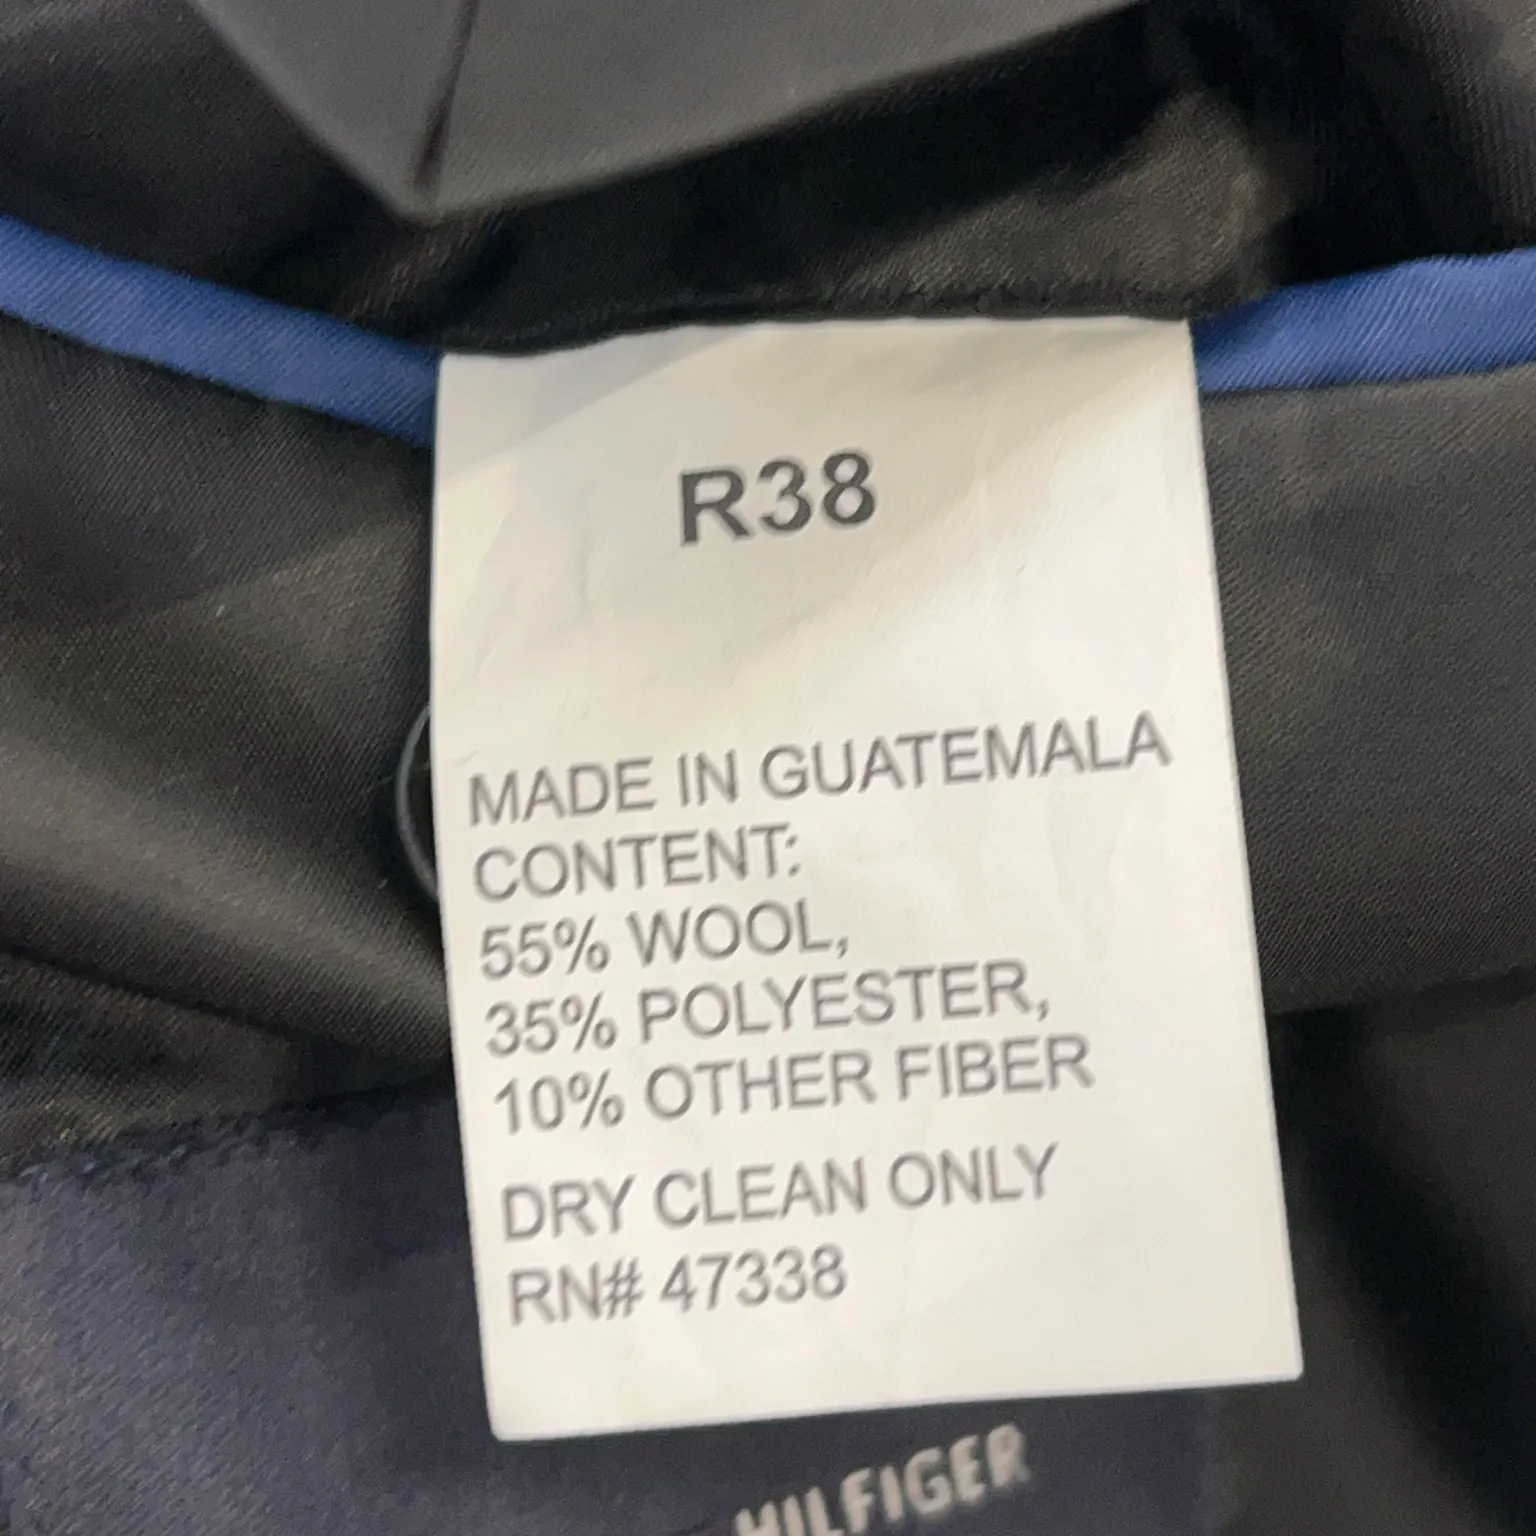 R38
MADE IN GUATEMALA
CONTENT:
55% WOOL,
35% POLYESTER,
10% OTHER FIBER
DRY CLEAN ONLY
RN# 47338
HILFIGER